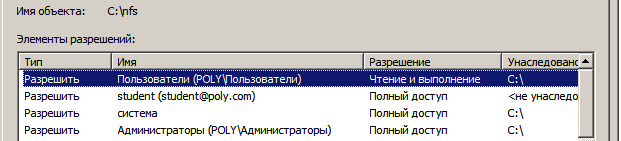 Имя объекта: C:\nfs
Элементы разрешений:
Тип Имя Разрешение Унаследовано
Разрешить Пользователи (POLY\Пользователи) Чтение и выполнение C:\
Разрешить student (student@poly.com) Полный доступ <не унаследо
Разрешить система Полный доступ C:\
Разрешить Администраторы (POLY\Администраторы) Полный доступ C:\